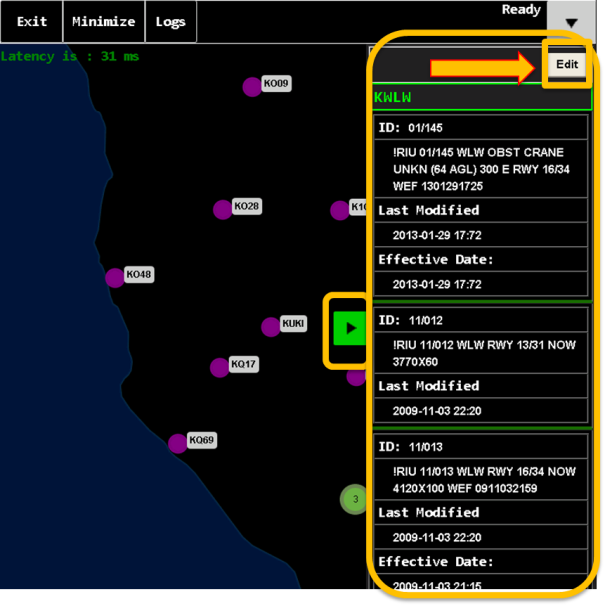 Exit
Minimize
Logs
Ready
Latency is : 31 ms
Edit
KWLW
KO09
KO28
K10
KO48
KUKI
KQ17
KQ69
3
ID: 01/145
!RIU 01/145 WLW OBST CRANE
UNKN (64 AGL) 300 E RWY 16/34
WEF 1301291725
Last Modified
2013-01-29 17:72
Effective Date:
2013-01-29 17:72
ID: 11/012
!RIU 11/012 WLW RWY 13/31 NOW
3770X60
Last Modified
2009-11-03 22:20
ID: 11/013
!RIU 11/013 WLW RWY 16/34 NOW
4120X100 WEF 0911032159
Last Modified
2009-11-03 22:20
Effective Date:
2009-11-03 21:15